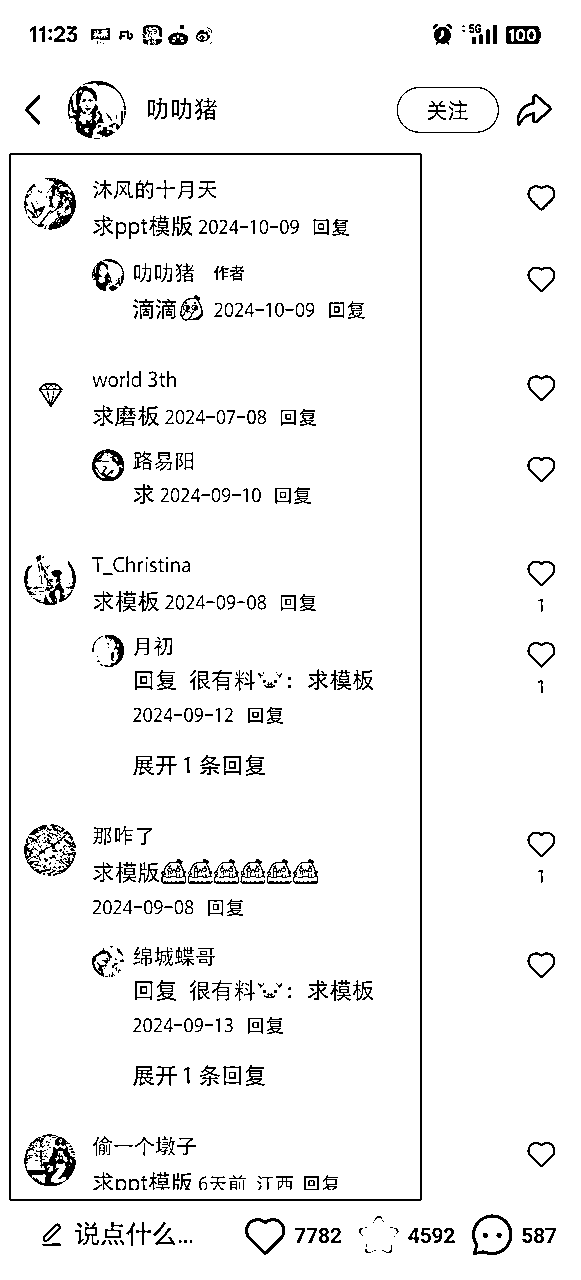 11:23
5G 100
叻叻猪 关注
沐风的十月天
求ppt模版 2024-10-09 回复
叻叻猪 作者
滴滴 2024-10-09 回复
world 3th
求磨板 2024-07-08 回复
路易阳
求 2024-09-10 回复
T_Christina
求模板 2024-09-08 回复
1
月初
回复 很有料: 求模板
1
2024-09-12 回复
展开 1 条回复
那咋了
求模版
1
2024-09-08 回复
绵城蝶哥
回复 很有料: 求模板
2024-09-13 回复
展开 1 条回复
偷一个墩子
求ppt模版 6天前 江西 回复
说点什么... 7782 4592 587